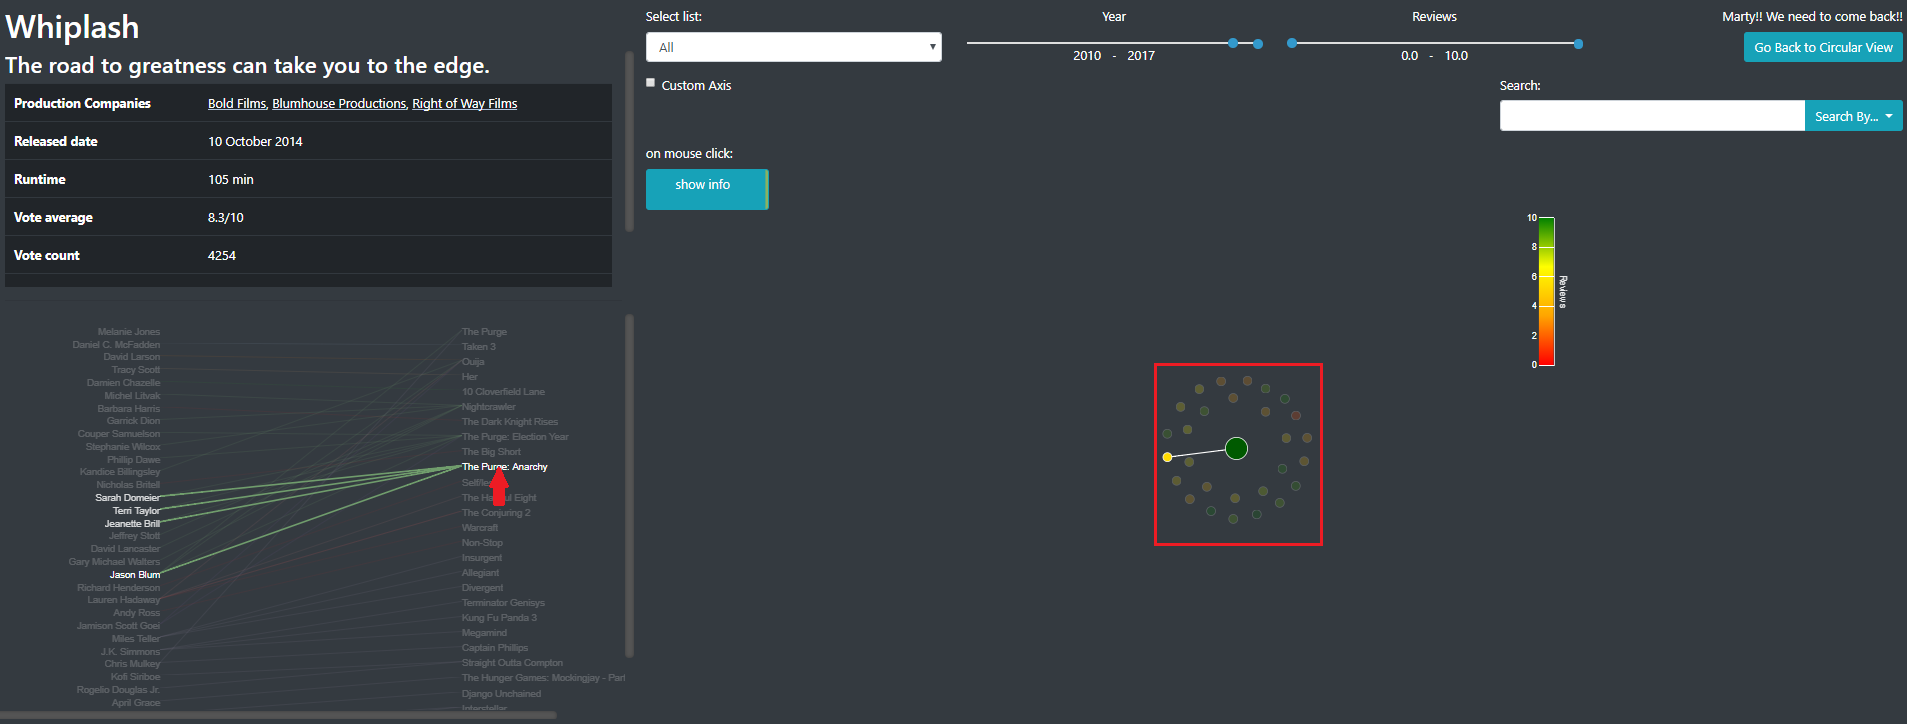 Whiplash
The road to greatness can take you to the edge.
Production Companies Bold Films, Blumhouse Productions, Right of Way Films
Released date 10 October 2014
Runtime 105 min
Vote average 8.3/10
Vote count 4254
Melanie Jones
Daniel C. McFadden
David Larson
Tracy Scott
Damien Chazelle
Michel Litvak
Barbara Harris
Garrick Dion
Couper Samuelson
Stephanie Wilcox
Phillip Dawe
Kandice Billingsley
Nicholas Britell
Sarah Domeier
Terri Taylor
Jeanette Brill
Jeffrey Stott
David Lancaster
Gary Michael Walters
Jason Blum
Richard Henderson
Lauren Hadaway
Andy Ross
Jamison Scott Goei
Miles Teller
J.K. Simmons
Chris Mulkey
Kofi Siriboe
Rogelio Douglas Jr.
April Grace
The Purge
Taken 3
Ouija
Her
10 Cloverfield Lane
Nightcrawler
The Dark Knight Rises
The Purge: Election Year
The Big Short
The Purge: Anarchy
The Conjuring 2
Warcraft
Non-Stop
Insurgent
Allegiant
Divergent
Terminator Genisys
Kung Fu Panda 3
Megamind
Captain Phillips
Straight Outta Compton
The Hunger Games: Mockingjay - Part
Django Unchained
Interstellar
Select list:
All
Custom Axis
on mouse click:
show info
Year
2010 - 2017
Reviews
0.0 - 10.0
Marty!! We need to come back!!
Go Back to Circular View
Search:
Search By...
10
8
6
4
2
0
Reviews